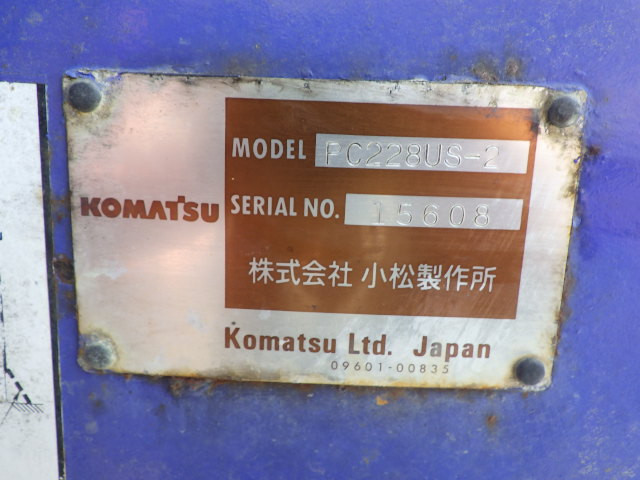 KOMATSU
MODEL PC228US-2
SERIAL NO. 15608
株式会社 小松製作所
Komatsu Ltd. Japan
09601-00835